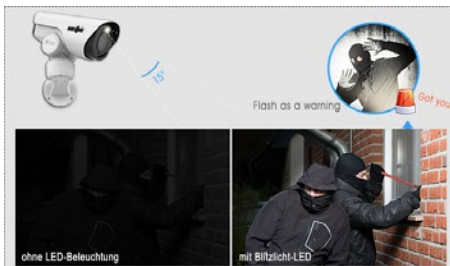 15°
Flash as a warning
Got you
ohne LED-Beleuchtung
mit Blitzlicht-LED